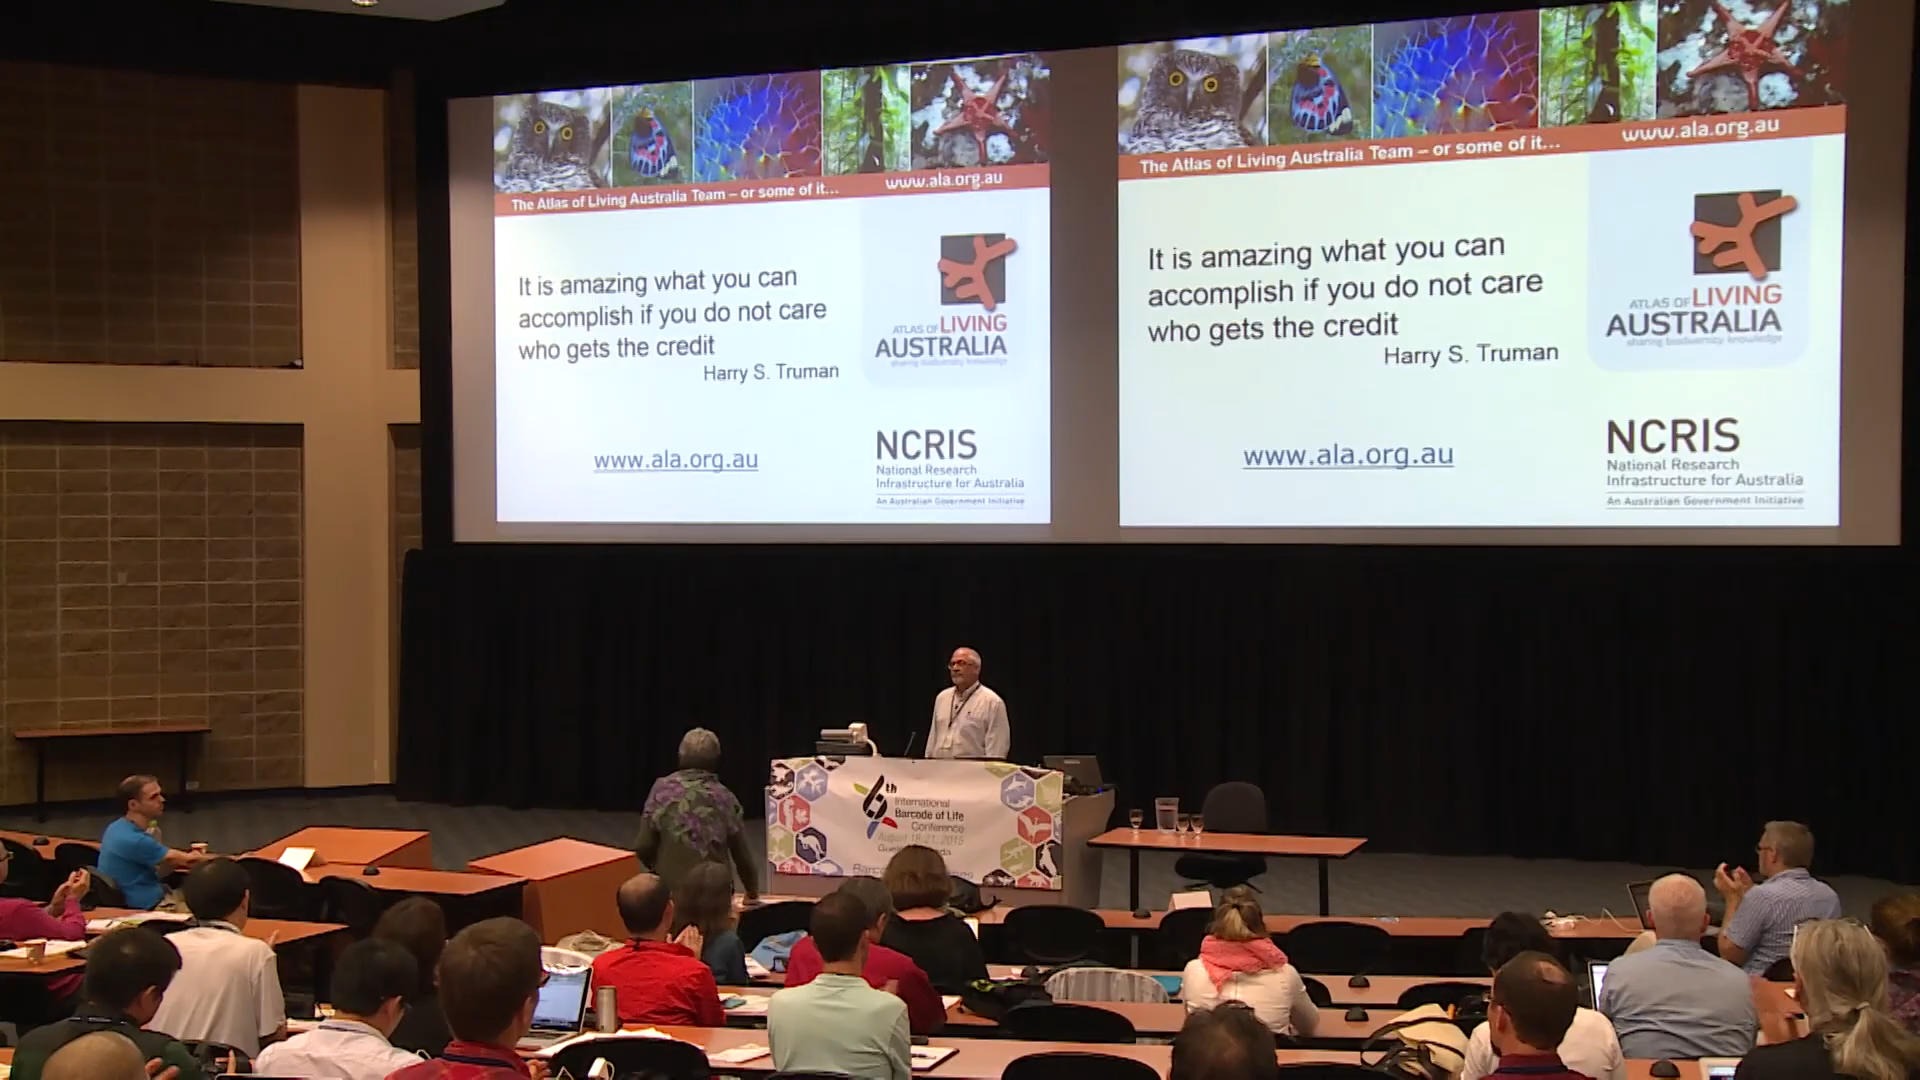 The Atlas of Living Australia Team – or some of it...
www.ala.org.au
It is amazing what you can
accomplish if you do not care
who gets the credit
Harry S. Truman
ATLAS OF LIVING
AUSTRALIA
sharing biodiversity knowledge
www.ala.org.au
NCRIS
National Research
Infrastructure for Australia
An Australian Government Initiative
The Atlas of Living Australia Team – or some of it...
www.ala.org.au
It is amazing what you can
accomplish if you do not care
who gets the credit
Harry S. Truman
ATLAS OF LIVING
AUSTRALIA
sharing biodiversity knowledge
www.ala.org.au
NCRIS
National Research
Infrastructure for Australia
An Australian Government Initiative
6th
International
Barcode of Life
Conference
August 18-21, 2015